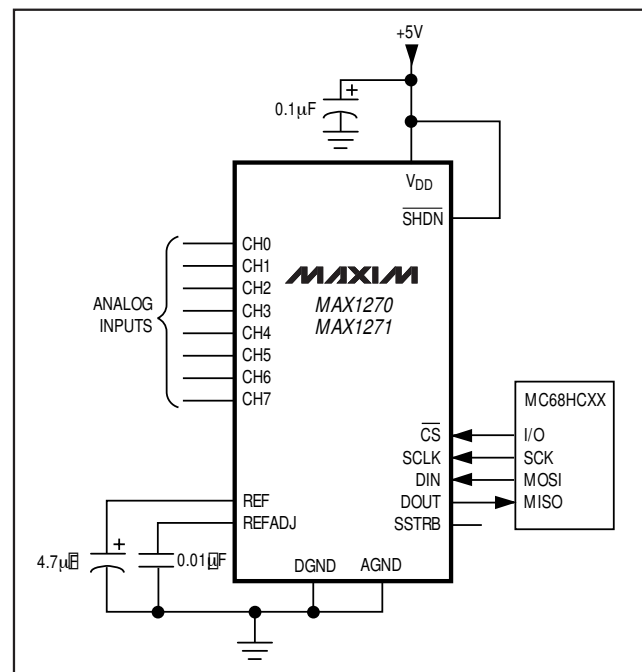 +5V
+
0.1µF
VDD
SHDN
CH0
CH1
CH2
CH3
CH4
CH5
CH6
CH7
ANALOG
INPUTS
MAXIM
MAX1270
MAX1271
MC68HCXX
CS
I/O
SCLK
SCK
DIN
MOSI
DOUT
MISO
SSTRB
REF
REFADJ
+
4.7µF
0.01µF
DGND
AGND